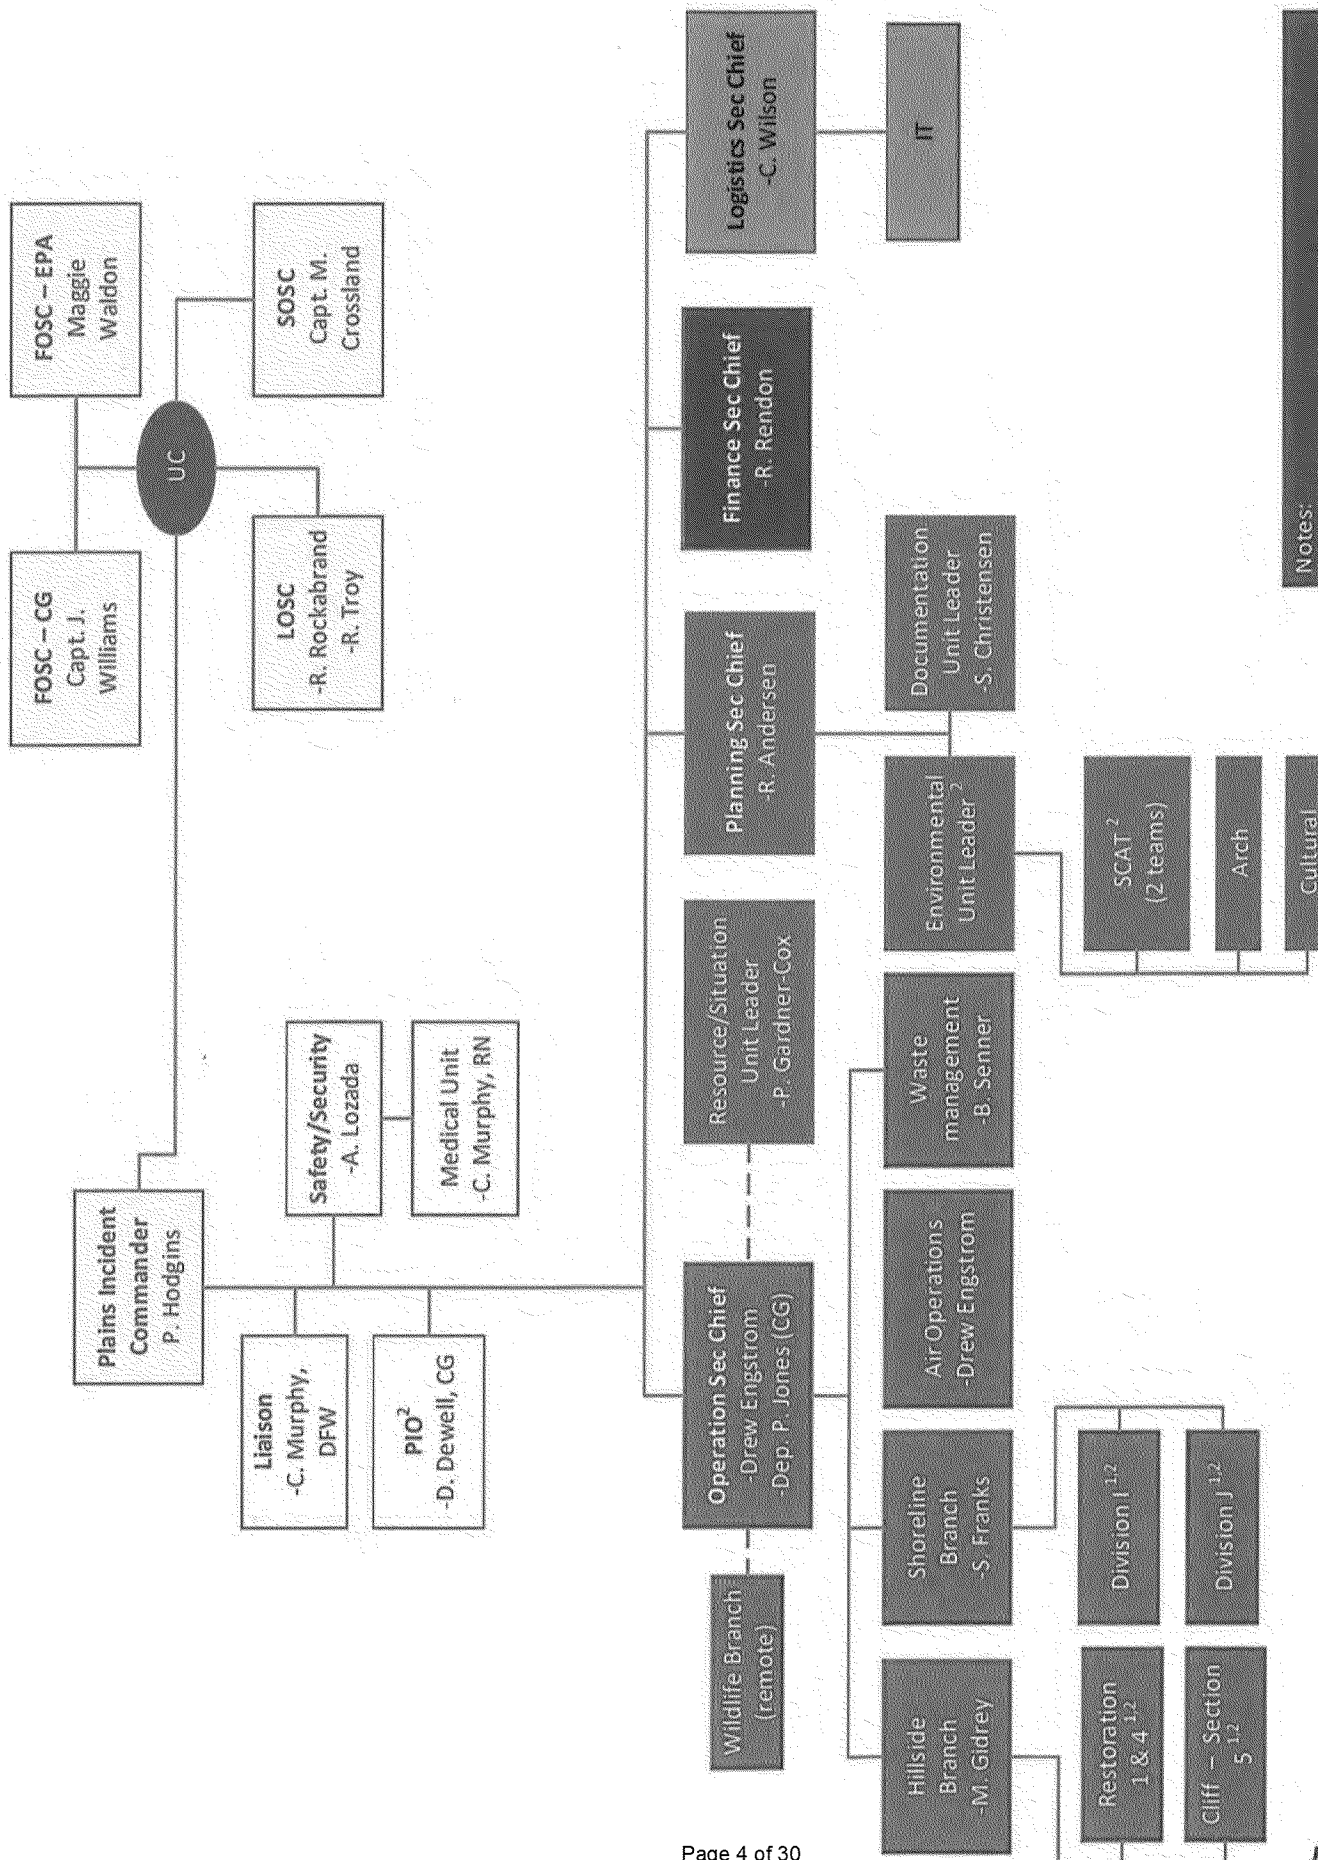 FOSC – CG
Capt. J.
Williams
FOSC – EPA
Maggie
Waldon
UC
LOSC
-R. Rockabrand
-R. Troy
SOSC
Capt. M.
Crossland
Plains Incident
Commander
P. Hodgins
Liaison
-C. Murphy,
DFW
Safety/Security
-A. Lozada
PIO²
-D. Dewell, CG
Medical Unit
-C. Murphy, RN
Wildlife Branch
(remote)
Operation Sec Chief
-Drew Engstrom
-Dep. P. Jones (CG)
Resource/Situation
Unit Leader
-P. Gardner-Cox
Planning Sec Chief
-R. Andersen
Finance Sec Chief
-R. Rendon
Logistics Sec Chief
-C. Wilson
Hillside
Branch
-M. Gidrey
Shoreline
Branch
-S. Franks
Air Operations
-Drew Engstrom
Waste
management
-B. Senner
Environmental
Unit Leader ²
Documentation
Unit Leader
-S. Christensen
IT
Restoration
1 & 4 ¹·²
Division I ¹·²
SCAT ²
(2 teams)
Cliff – Section
5 ¹·²
Division J ¹·²
Arch
Cultural
Notes:
Page 4 of 30